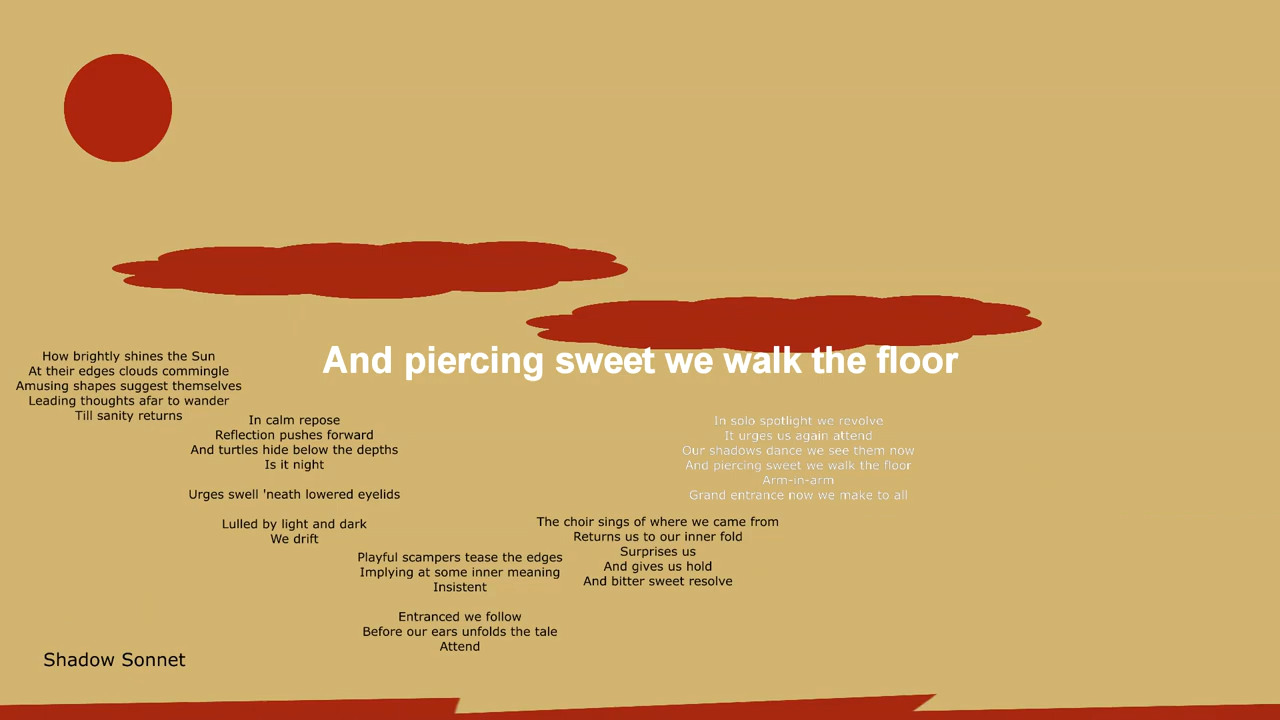 And piercing sweet we walk the floor
How brightly shines the Sun
At their edges clouds commingle
Amusing shapes suggest themselves
Leading thoughts afar to wander
Till sanity returns
In calm repose
Reflection pushes forward
And turtles hide below the depths
Is it night
Urges swell 'neath lowered eyelids
Lulled by light and dark
We drift
Playful scampers tease the edges
Implying at some inner meaning
Insistent
Entranced we follow
Before our ears unfolds the tale
Attend
The choir sings of where we came from
Returns us to our inner fold
Surprises us
And gives us hold
And bitter sweet resolve
In solo spotlight we revolve
It urges us again attend
Our shadows dance we see them now
And piercing sweet we walk the floor
Arm-in-arm
Grand entrance now we make to all
Shadow Sonnet